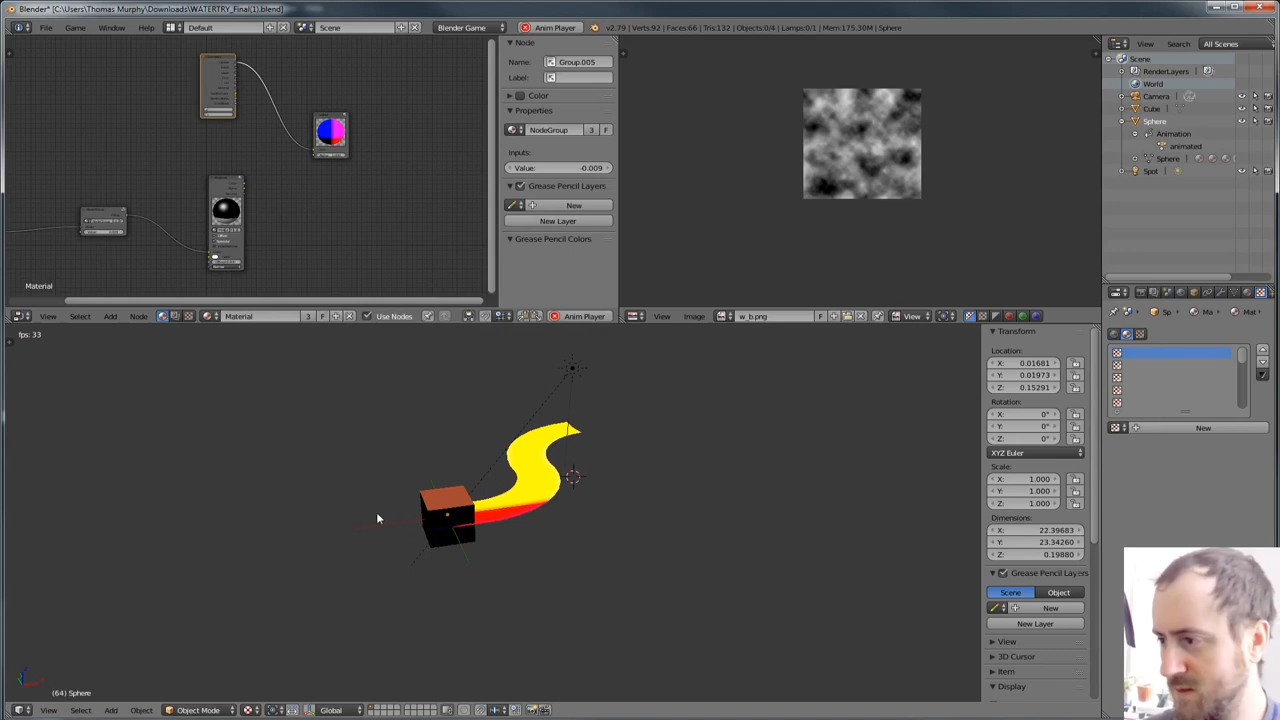 Blender* [C:\Users\Thomas Murphy\Downloads\WATERTRY_Final(1).blend]
File Game Window Help Default Scene Blender Game Anim Player v2.79 | Verts:92 | Faces:66 | Tris:132 | Objects:0/4 | Lamps:0/1 | Mem:175.30M | Sphere
Node
Name: Group.005
Label:
Color
Properties
NodeGroup 3 F
Inputs:
Value: -0.009
Grease Pencil Layers
New
New Layer
Grease Pencil Colors
Material
View Select Add Node Material 3 F Use Nodes Anim Player
View Image w_b.png F View
View Search All Scenes
Scene
RenderLayers
World
Camera
Cube
Sphere
Animation
animated
Sphere
Spot
Sp Ma Mat
New
fps: 33
(64) Sphere
View Select Add Object Object Mode Global
Transform
Location:
X: 0.01681
Y: 0.01973
Z: 0.15291
Rotation:
X: 0°
Y: 0°
Z: 0°
XYZ Euler
Scale:
X: 1.000
Y: 1.000
Z: 1.000
Dimensions:
X: 22.39683
Y: 23.34260
Z: 0.19880
Grease Pencil Layers
Scene Object
New
New Layer
View
3D Cursor
Item
Display